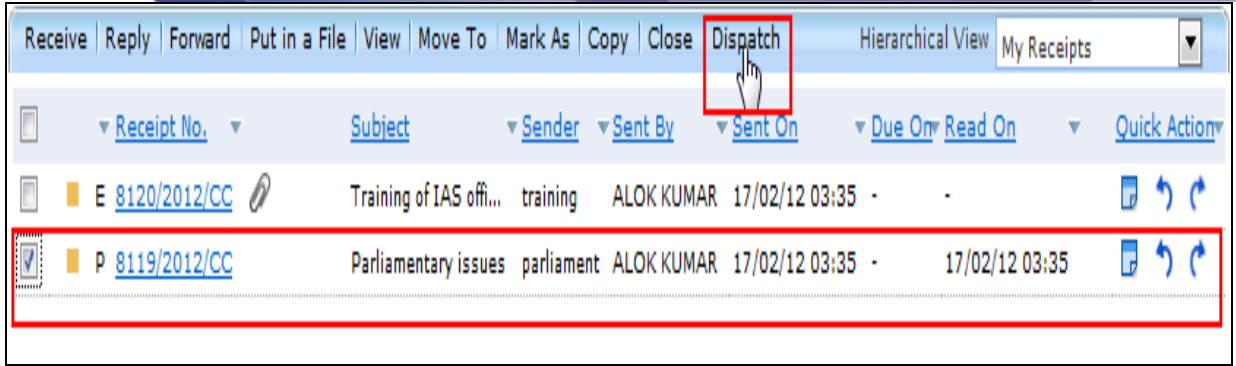 Receive Reply Forward Put in a File View Move To Mark As Copy Close Dispatch Hierarchical View My Receipts
Receipt No. Subject Sender Sent By Sent On Due On Read On Quick Action
E 8120/2012/CC Training of IAS offi... training ALOK KUMAR 17/02/12 03:35 - -
P 8119/2012/CC Parliamentary issues parliament ALOK KUMAR 17/02/12 03:35 - 17/02/12 03:35